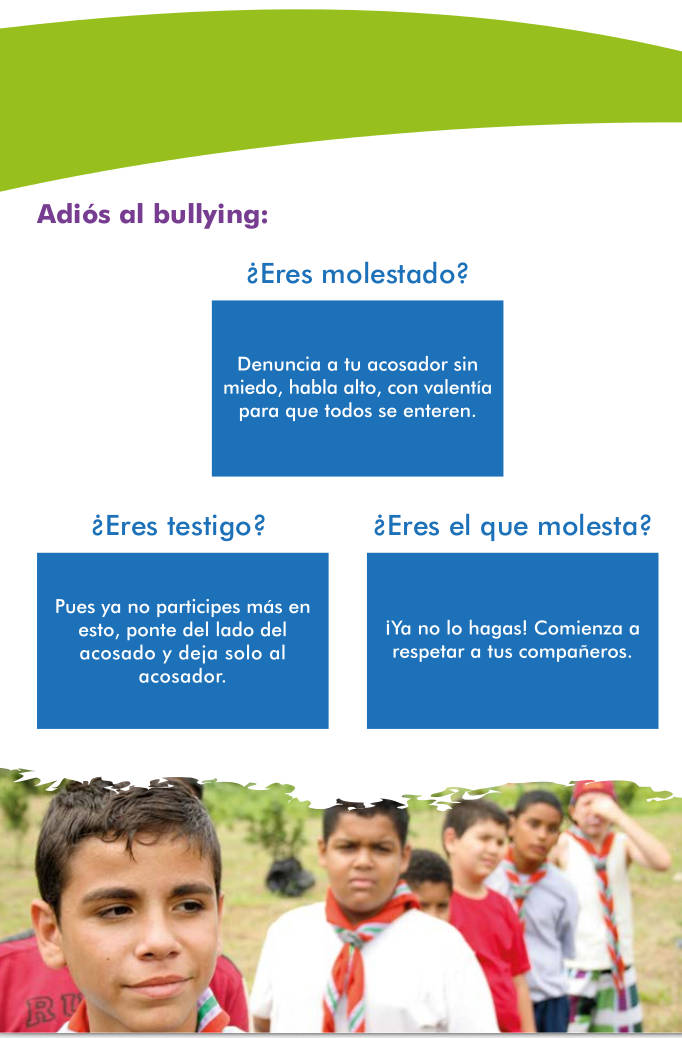 Adiós al bullying:
¿Eres molestado?
Denuncia a tu acosador sin
miedo, habla alto, con valentía
para que todos se enteren.
¿Eres testigo?
Pues ya no participes más en
esto, ponte del lado del
acosado y deja solo al
acosador.
¿Eres el que molesta?
¡Ya no lo hagas! Comienza a
respetar a tus compañeros.